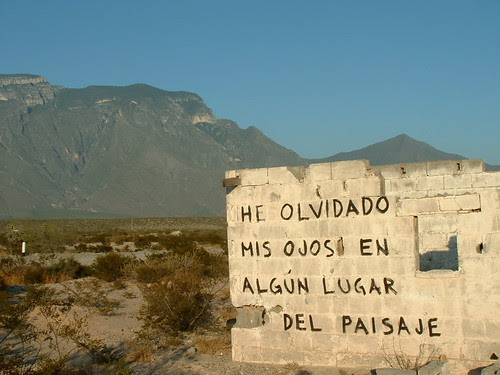 HE OLVIDADO
MIS OJOS EN
ALGÚN LUGAR
DEL PAISAJE